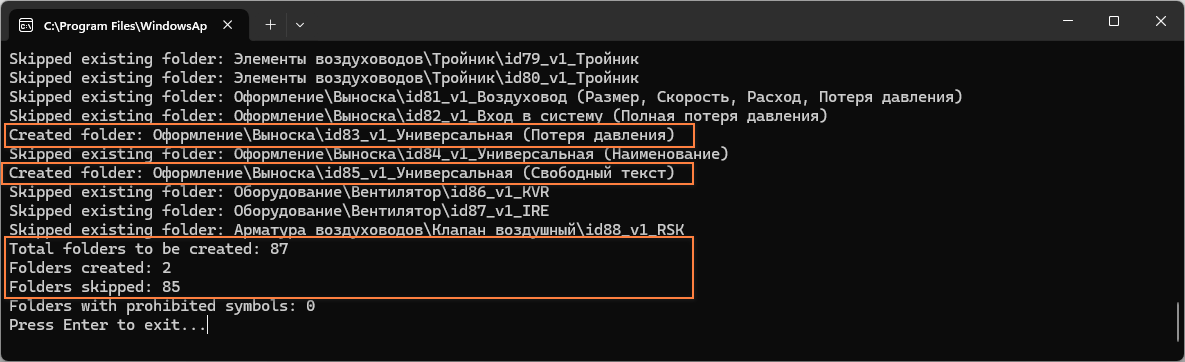 C:\Program Files\WindowsAp
Skipped existing folder: Элементы воздуховодов\Тройник\id79_v1_Тройник
Skipped existing folder: Элементы воздуховодов\Тройник\id80_v1_Тройник
Skipped existing folder: Оформление\Выноска\id81_v1_Воздуховод (Размер, Скорость, Расход, Потеря давления)
Skipped existing folder: Оформление\Выноска\id82_v1_Вход в систему (Полная потеря давления)
Created folder: Оформление\Выноска\id83_v1_Универсальная (Потеря давления)
Skipped existing folder: Оформление\Выноска\id84_v1_Универсальная (Наименование)
Created folder: Оформление\Выноска\id85_v1_Универсальная (Свободный текст)
Skipped existing folder: Оборудование\Вентилятор\id86_v1_KVR
Skipped existing folder: Оборудование\Вентилятор\id87_v1_IRE
Skipped existing folder: Арматура воздуховодов\Клапан воздушный\id88_v1_RSK
Total folders to be created: 87
Folders created: 2
Folders skipped: 85
Folders with prohibited symbols: 0
Press Enter to exit...